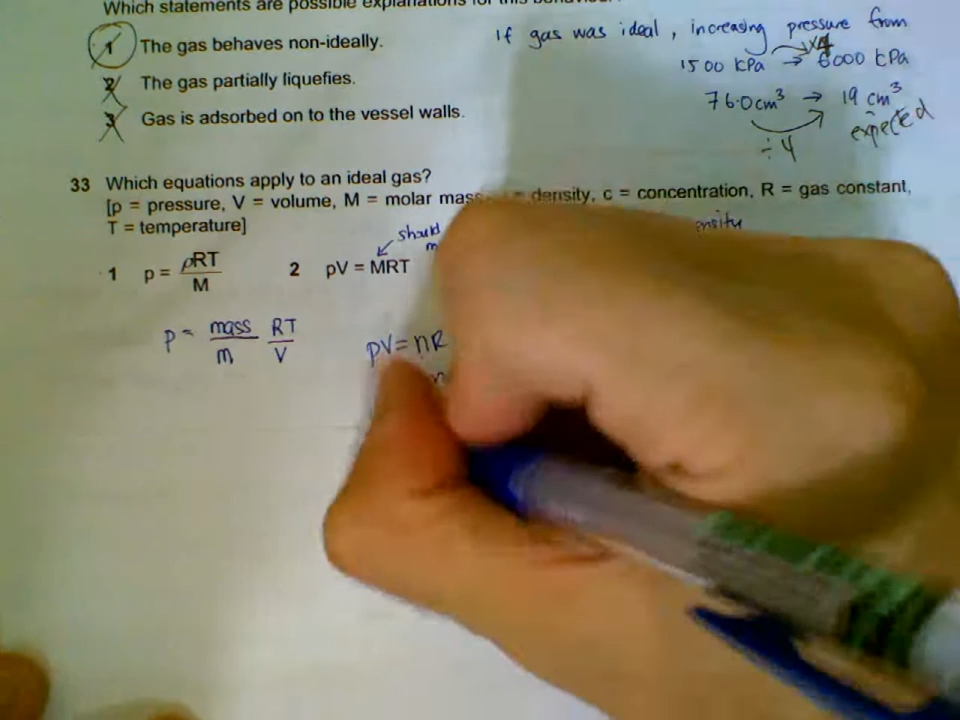 Which statements are possible explanations for this behaviour?
1 The gas behaves non-ideally.
2 The gas partially liquefies.
3 Gas is adsorbed on to the vessel walls.
If gas was ideal, increasing pressure from
×4
1500 kPa → 6000 kPa
76.0cm³ → 19 cm³
÷4 expected
33 Which equations apply to an ideal gas?
[p = pressure, V = volume, M = molar mass, = density, c = concentration, R = gas constant,
T = temperature]
should
1 p = ρRT/M 2 pV = MRT
p = mass/m RT/V
pV = nR